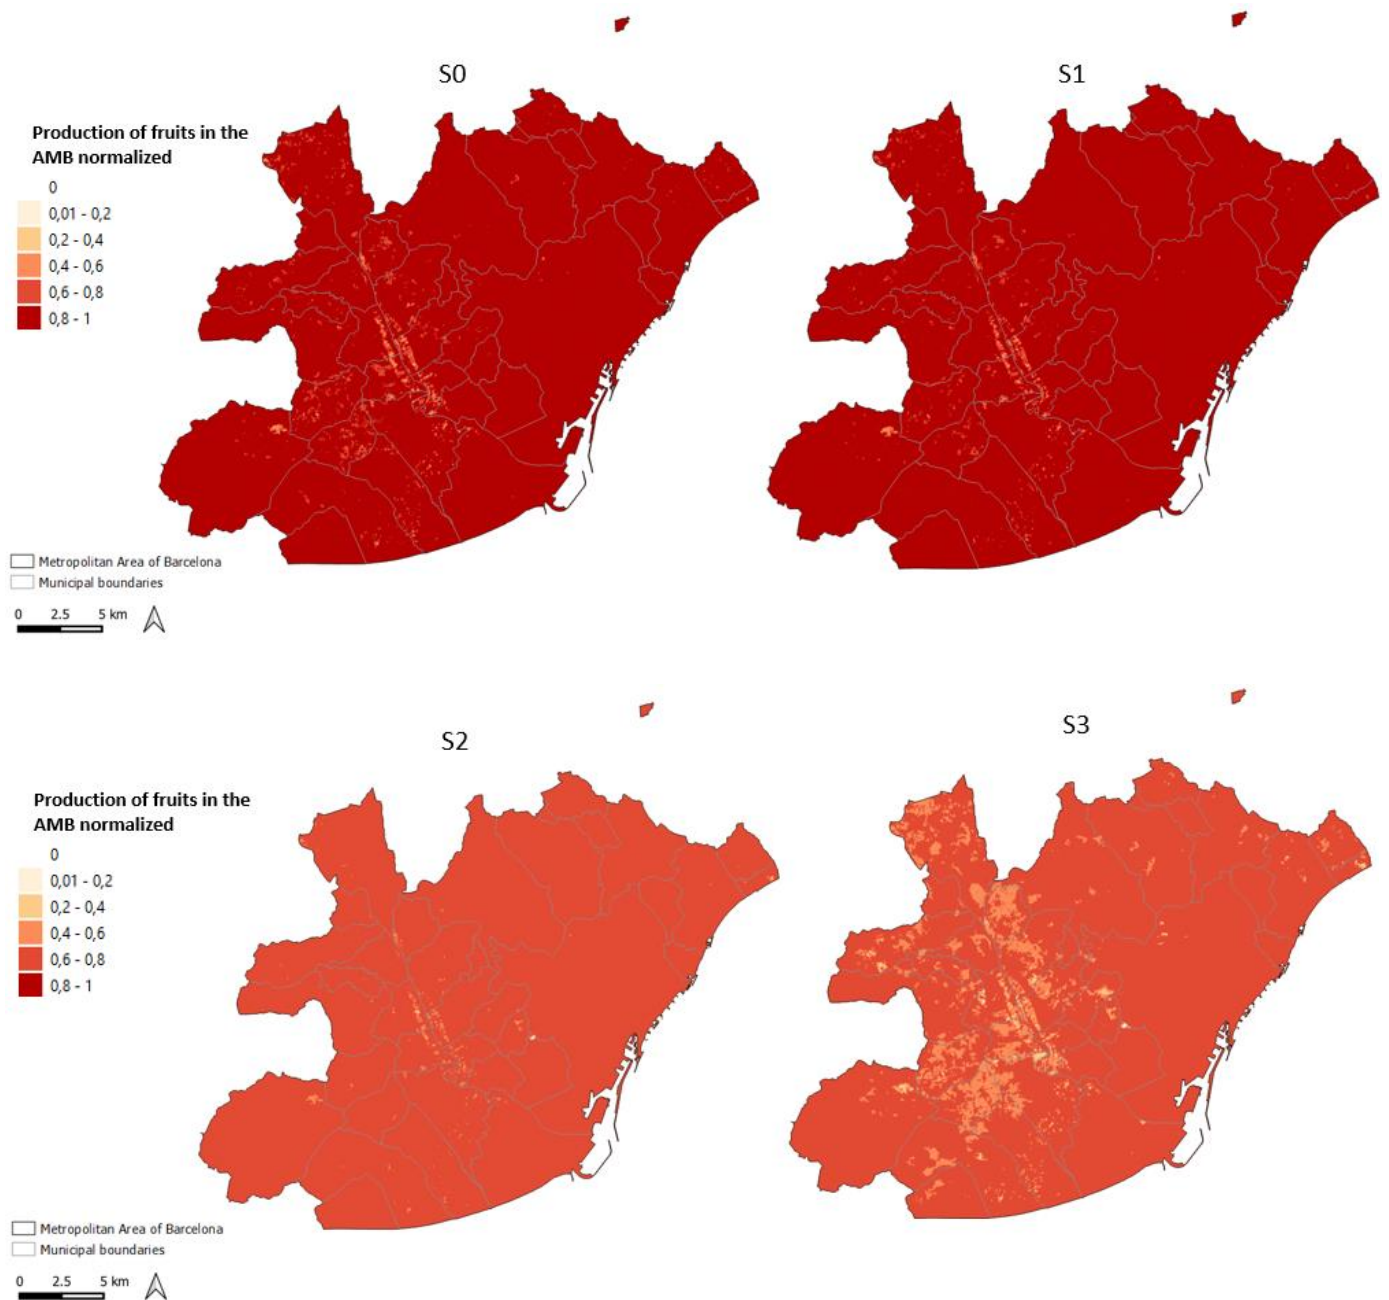 S0
S1
Production of fruits in the
AMB normalized
0
0,01 - 0,2
0,2 - 0,4
0,4 - 0,6
0,6 - 0,8
0,8 - 1
Metropolitan Area of Barcelona
Municipal boundaries
0 2.5 5 km
S2
S3
Production of fruits in the
AMB normalized
0
0,01 - 0,2
0,2 - 0,4
0,4 - 0,6
0,6 - 0,8
0,8 - 1
Metropolitan Area of Barcelona
Municipal boundaries
0 2.5 5 km